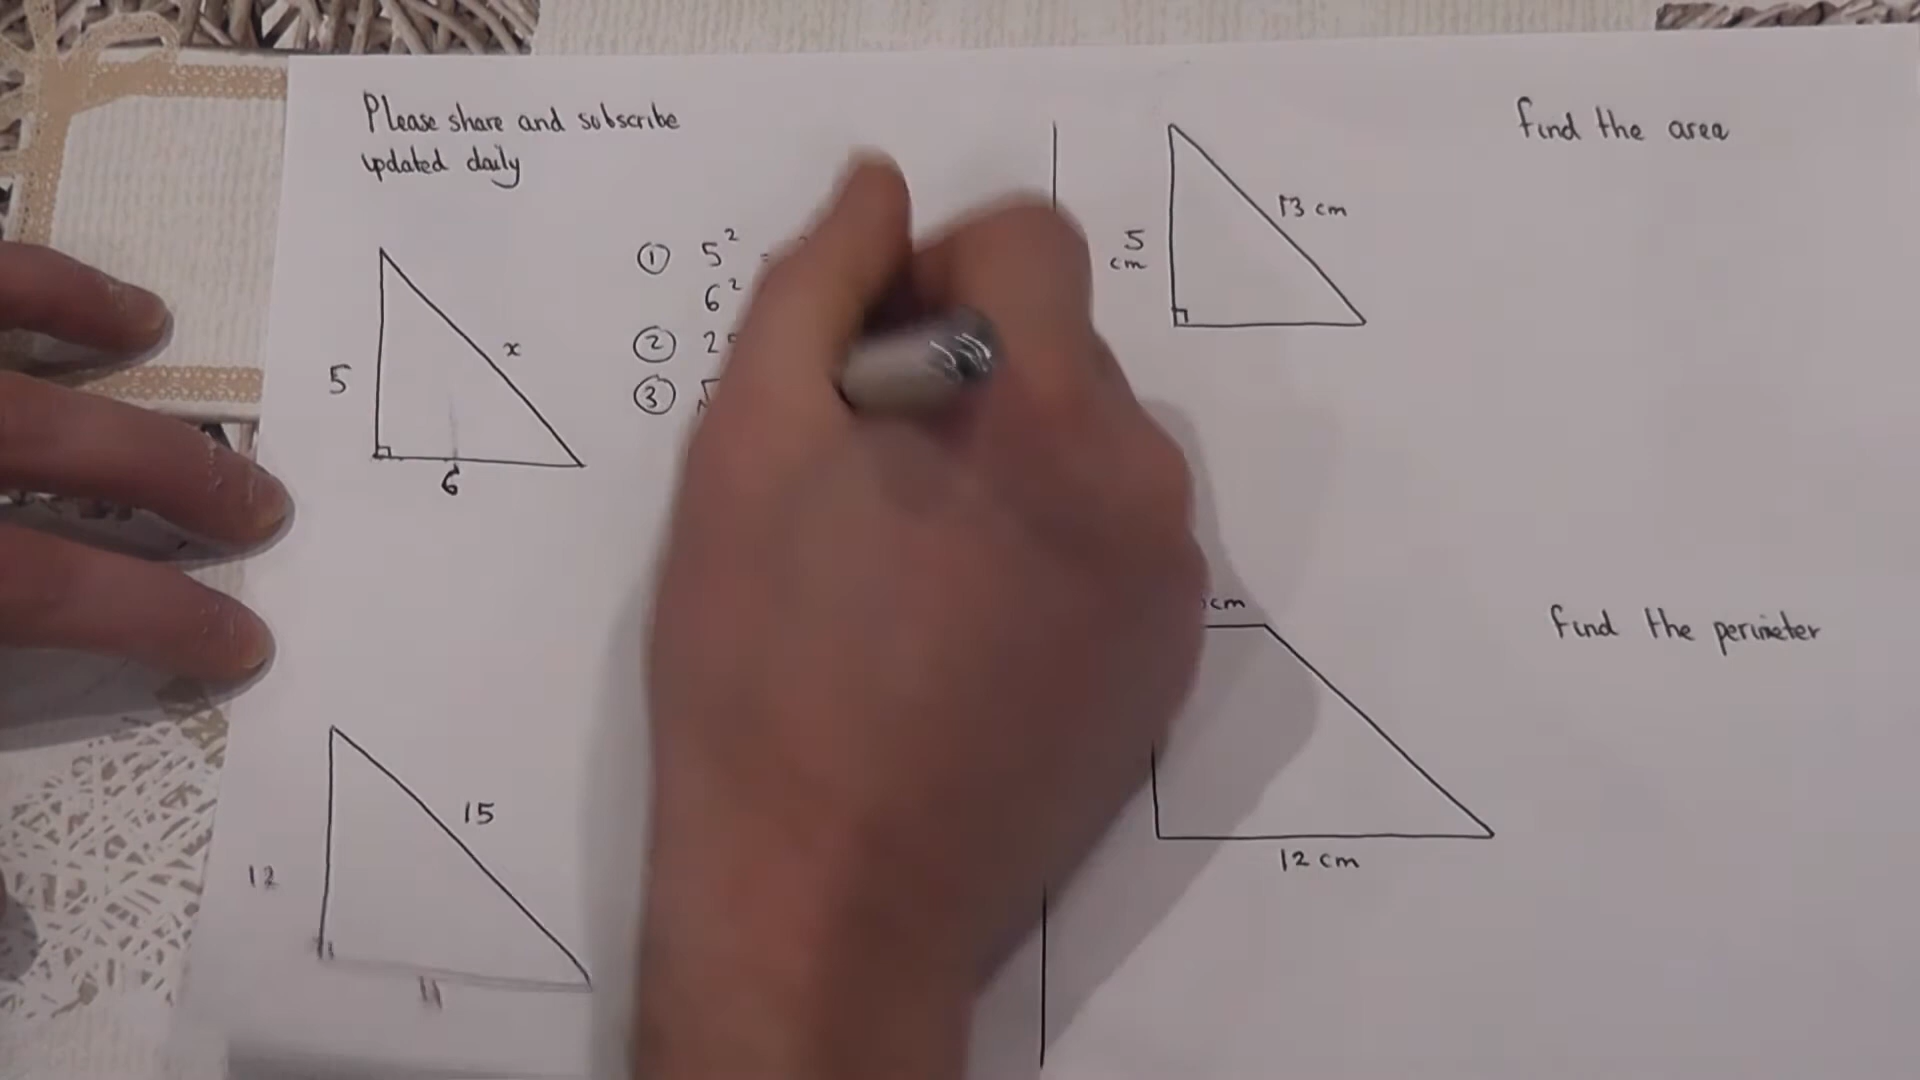 Please share and subscribe
updated daily
① 5²
6²
②
③ √
5
x
6
12
15
5
cm
13 cm
find the area
cm
12 cm
find the perimeter